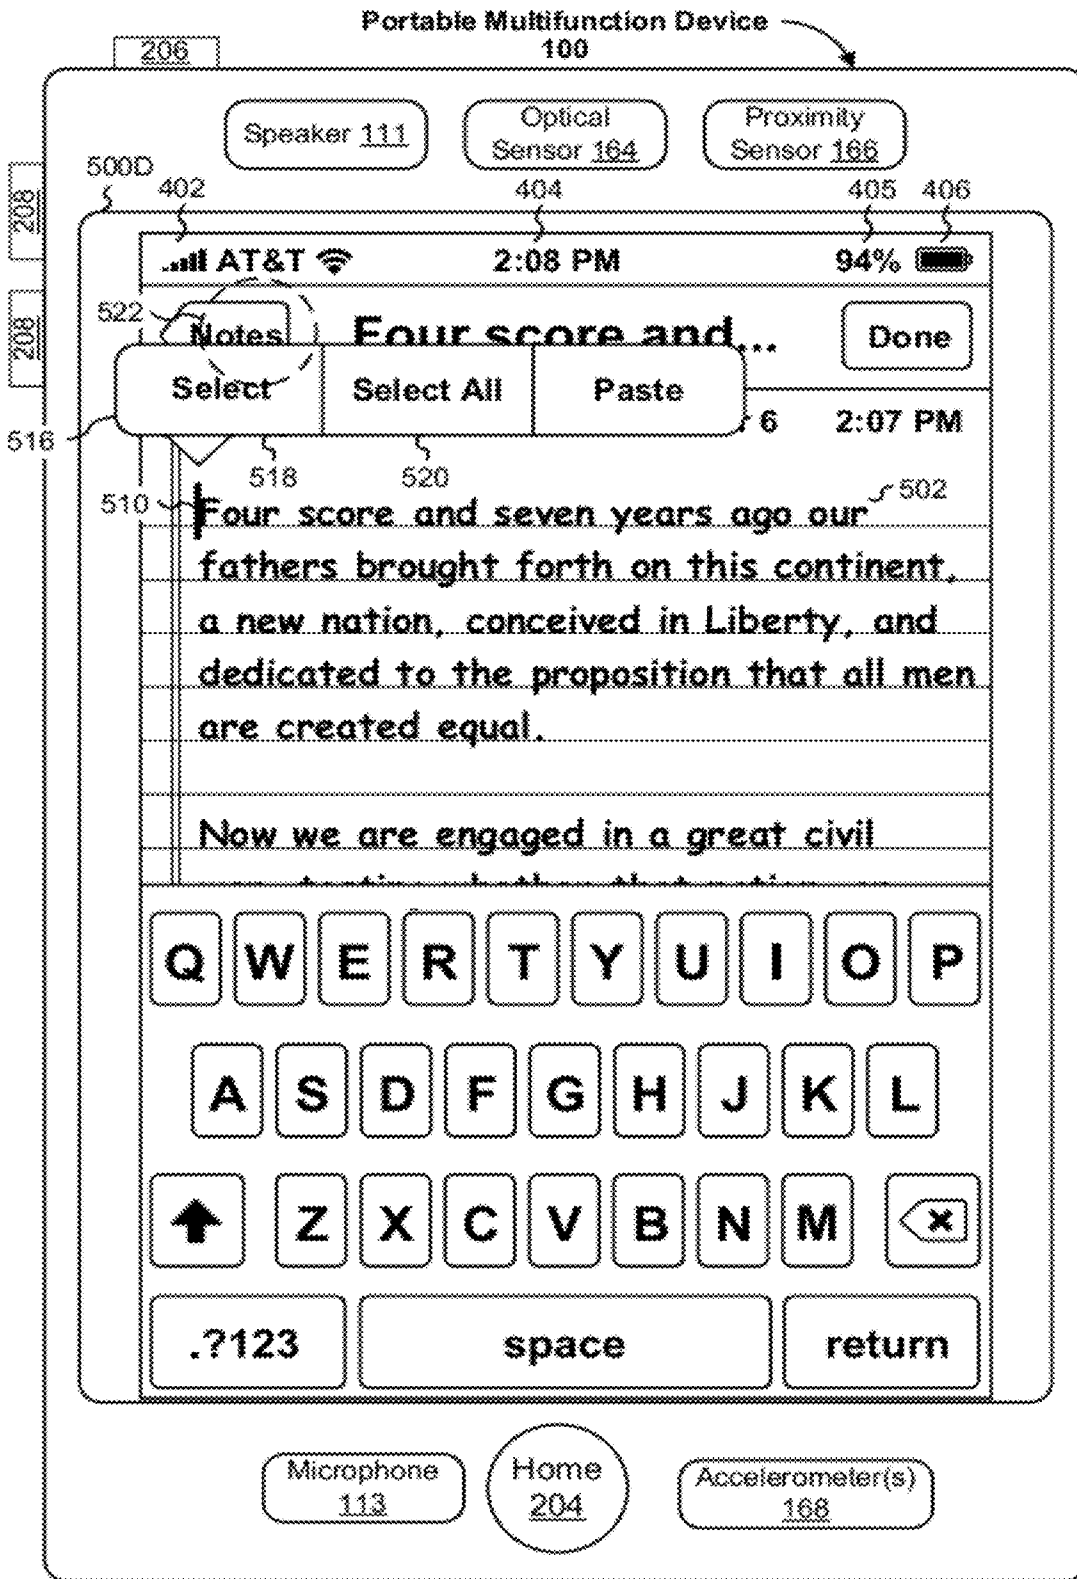 Portable Multifunction Device
100
206
Speaker 111
Optical
Sensor 164
Proximity
Sensor 166
208
500D
402
404
405
406
AT&T
2:08 PM
94%
208
522
Notes
Four score and...
Done
Select
Select All
Paste
516
6
2:07 PM
518
520
510
502
Four score and seven years ago our
fathers brought forth on this continent,
a new nation, conceived in Liberty, and
dedicated to the proposition that all men
are created equal.
Now we are engaged in a great civil
Q W E R T Y U I O P
A S D F G H J K L
Z X C V B N M
.?123
space
return
Microphone
113
Home
204
Accelerometer(s)
168